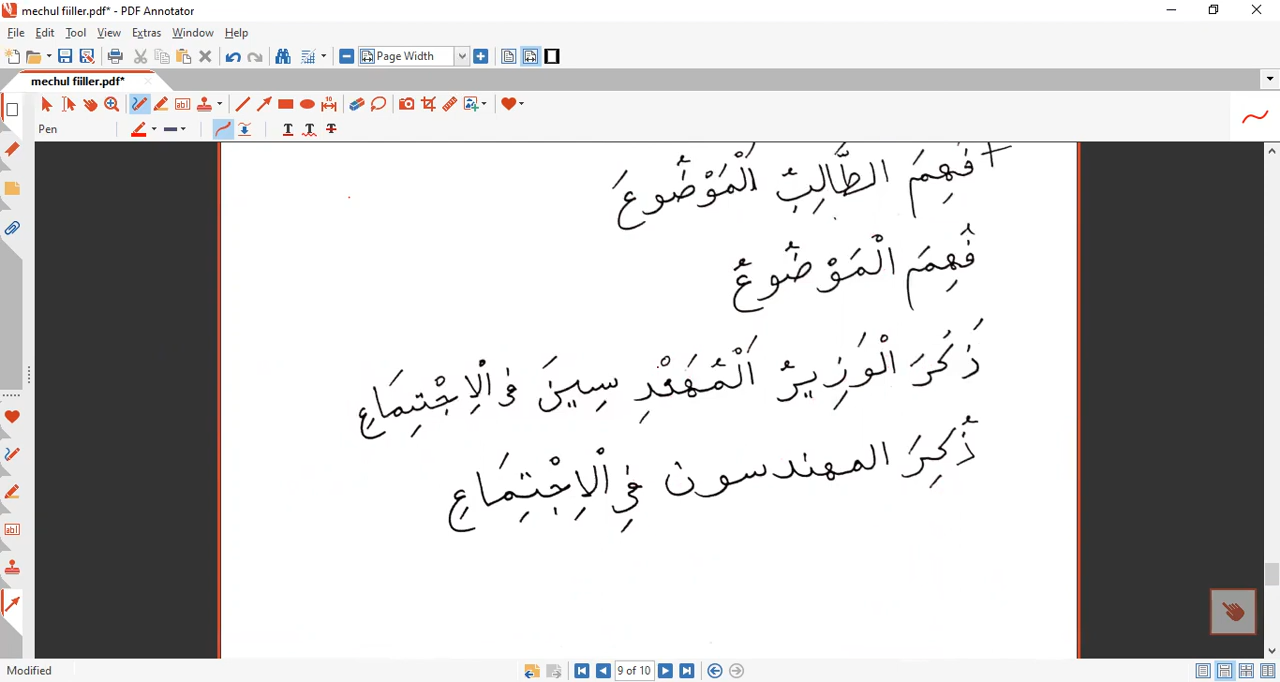 mechul fiiller.pdf* - PDF Annotator
File Edit Tool View Extras Window Help
Page Width
mechul fiiller.pdf*
Pen
فَهِمَ الطَّالِبُ الْمَوْضُوعَ
فُهِمَ الْمَوْضُوعُ
ذَكَرَ الْوَزِيرُ الْمُهَنْدِسِينَ فِي الْاِجْتِمَاعِ
ذُكِرَ المهندسون فِي الْاِجْتِمَاعِ
Modified 9 of 10